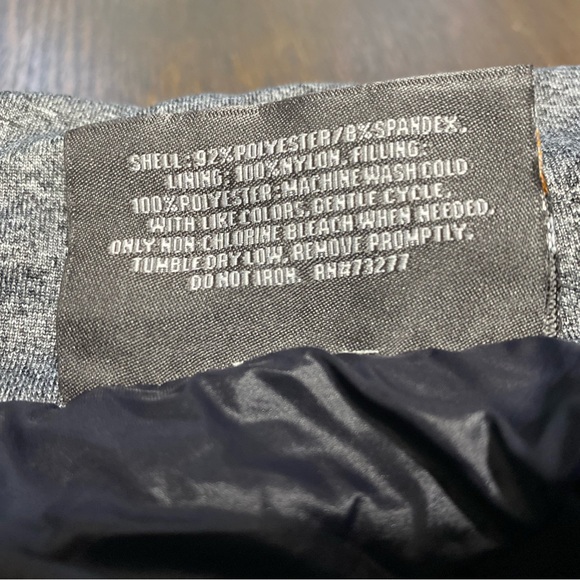 SHELL: 92%POLYESTER/8%SPANDEX.
LINING: 100%NYLON. FILLING:
100%POLYESTER: MACHINE WASH COLD
WITH LIKE COLORS, GENTLE CYCLE.
ONLY NON CHLORINE BLEACH WHEN NEEDED.
TUMBLE DRY LOW. REMOVE PROMPTLY.
DO NOT IRON. RN#73277